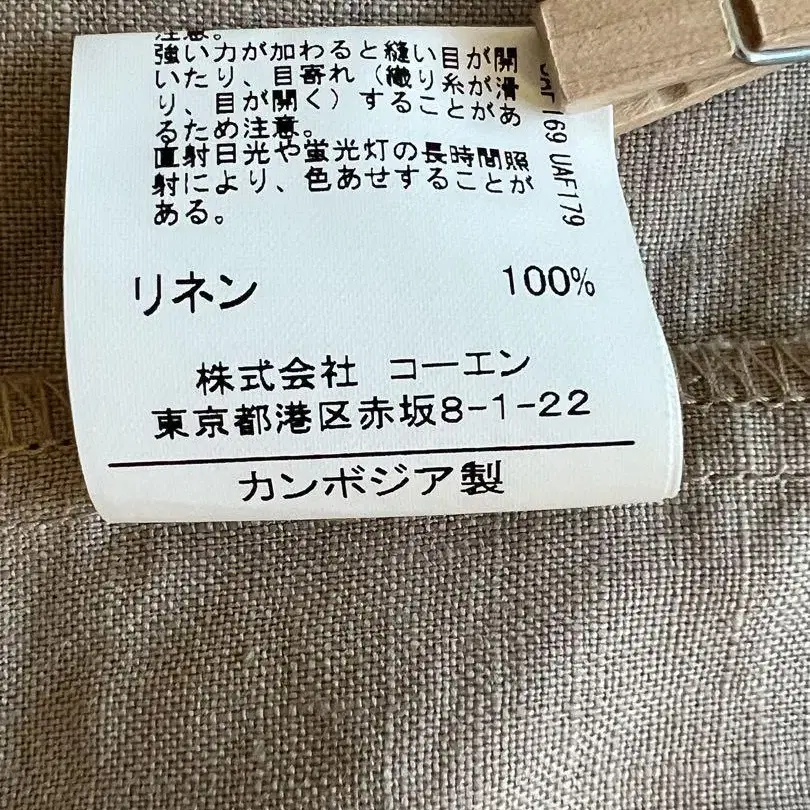 注意。
強い力が加わると縫い目が開
いたり、目寄れ（織り糸が滑
り、目が開く）することがあ
るため注意。
直射日光や蛍光灯の長時間照
射により、色あせすることが
ある。
169 UAF179
リネン 100%
株式会社 コーエン
東京都港区赤坂8-1-22
カンボジア製